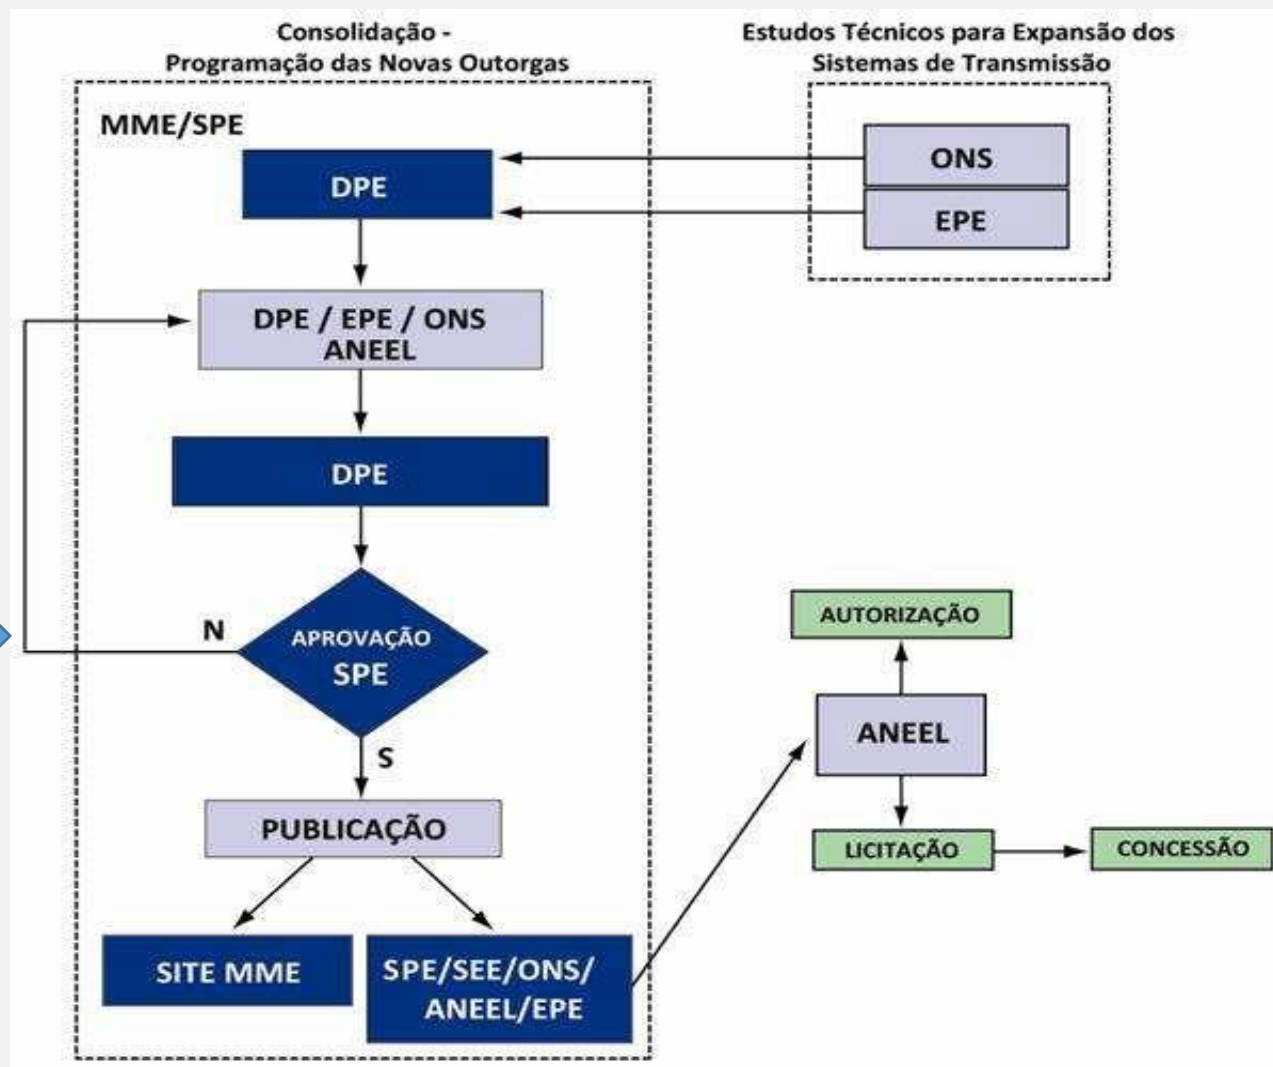 Consolidação -
Programação das Novas Outorgas
MME/SPE
DPE
DPE / EPE / ONS
ANEEL
DPE
APROVAÇÃO
SPE
N
S
PUBLICAÇÃO
SITE MME
SPE/SEE/ONS/
ANEEL/EPE
Estudos Técnicos para Expansão dos
Sistemas de Transmissão
ONS
EPE
AUTORIZAÇÃO
ANEEL
LICITAÇÃO
CONCESSÃO